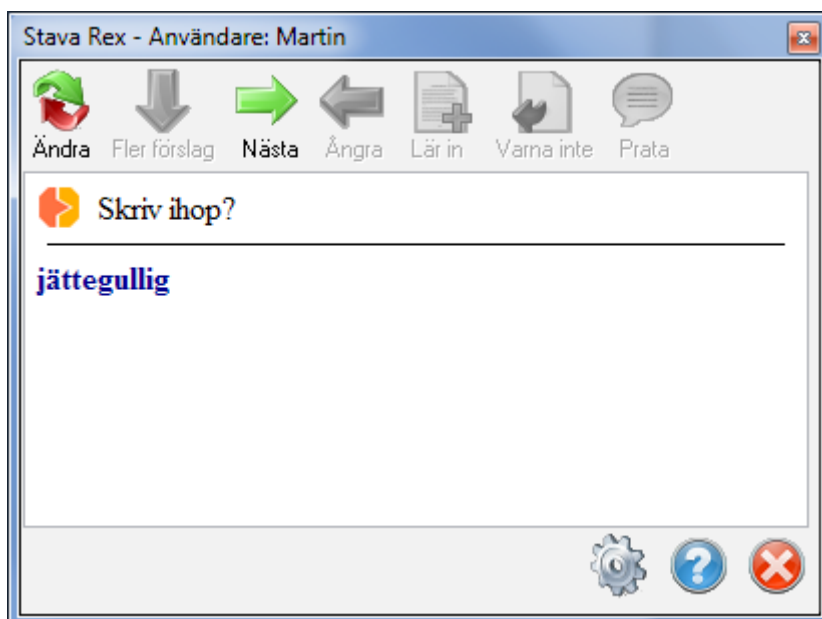 Stava Rex - Användare: Martin
Ändra Fler förslag Nästa Ångra Lär in Varna inte Prata
Skriv ihop?
jättegullig